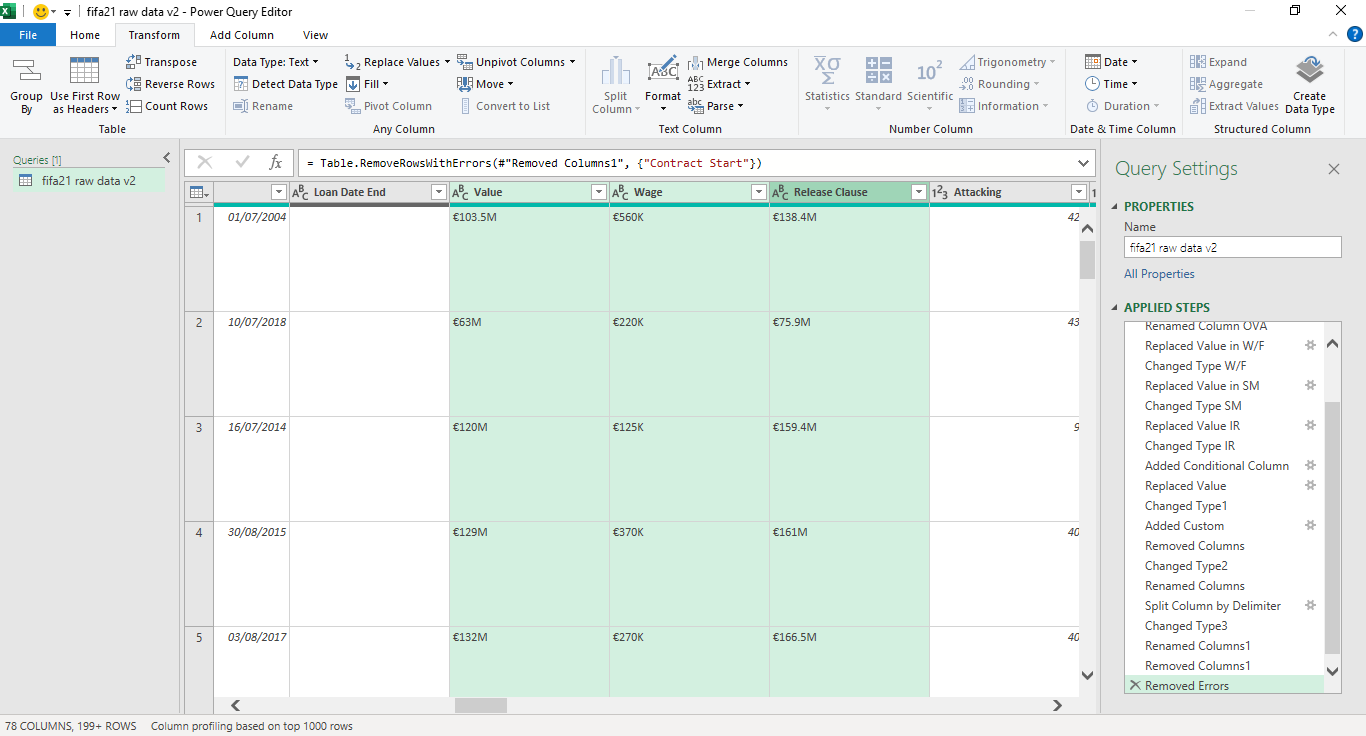 fifa21 raw data v2 - Power Query Editor
File Home Transform Add Column View
Group By
Use First Row as Headers
Transpose
Reverse Rows
Count Rows
Table
Data Type: Text
Detect Data Type
Rename
Replace Values
Fill
Pivot Column
Unpivot Columns
Move
Convert to List
Any Column
Split Column
Format
ABC
Merge Columns
Extract
Parse
Text Column
Statistics
Standard
Scientific
Trigonometry
Rounding
Information
Number Column
Date
Time
Duration
Date & Time Column
Expand
Aggregate
Extract Values
Create Data Type
Structured Column
Queries [1]
fifa21 raw data v2
fx = Table.RemoveRowsWithErrors(#"Removed Columns1", {"Contract Start"})
Loan Date End Value Wage Release Clause Attacking
1 01/07/2004 €103.5M €560K €138.4M 42
2 10/07/2018 €63M €220K €75.9M 43
3 16/07/2014 €120M €125K €159.4M 9
4 30/08/2015 €129M €370K €161M 40
5 03/08/2017 €132M €270K €166.5M 40
Query Settings
PROPERTIES
Name
fifa21 raw data v2
All Properties
APPLIED STEPS
Renamed Column OVA
Replaced Value in W/F
Changed Type W/F
Replaced Value in SM
Changed Type SM
Replaced Value IR
Changed Type IR
Added Conditional Column
Replaced Value
Changed Type1
Added Custom
Removed Columns
Changed Type2
Renamed Columns
Split Column by Delimiter
Changed Type3
Renamed Columns1
Removed Columns1
Removed Errors
78 COLUMNS, 199+ ROWS Column profiling based on top 1000 rows